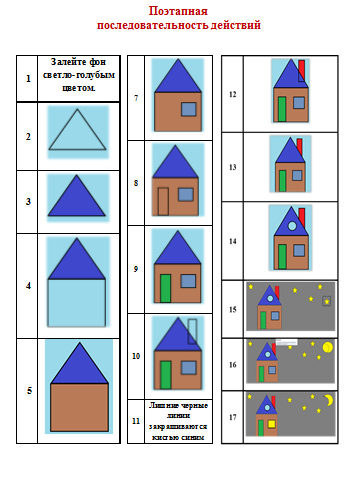 Поэтапная
последовательность действий
1
Залейте фон
светло-голубым
цветом.
2
3
4
5
7
8
9
10
11
Лишние черные
линии
закрашиваются
кистью синим
12
13
14
15
16
17